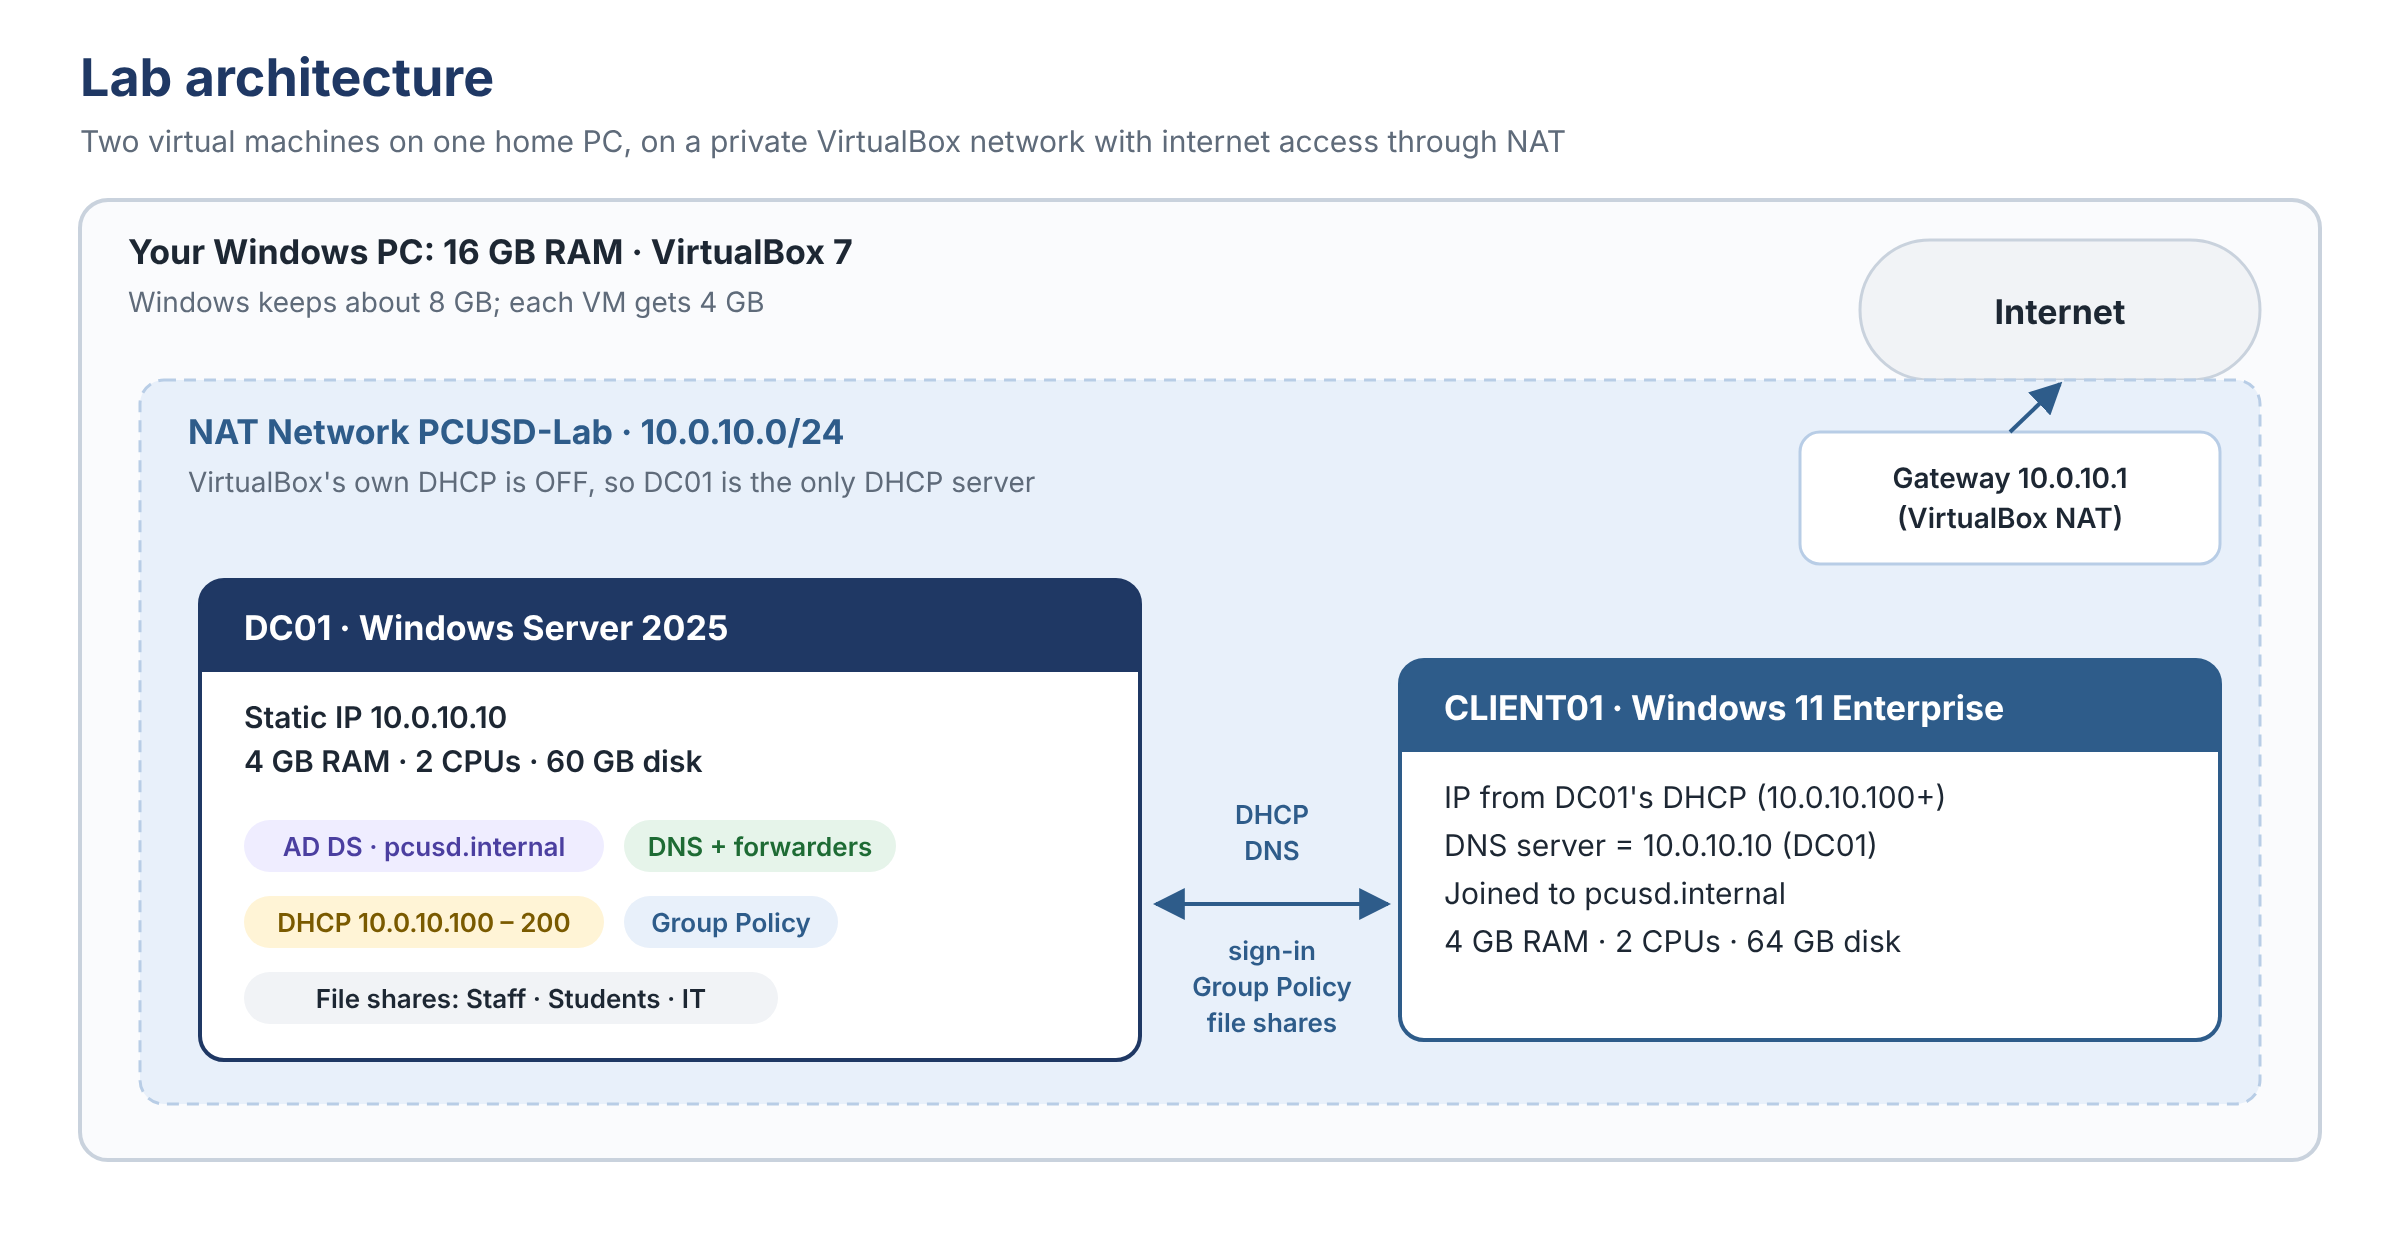 Lab architecture
Two virtual machines on one home PC, on a private VirtualBox network with internet access through NAT
Your Windows PC: 16 GB RAM · VirtualBox 7
Windows keeps about 8 GB; each VM gets 4 GB
Internet
NAT Network PCUSD-Lab · 10.0.10.0/24
VirtualBox's own DHCP is OFF, so DC01 is the only DHCP server
Gateway 10.0.10.1
(VirtualBox NAT)
DC01 · Windows Server 2025
Static IP 10.0.10.10
4 GB RAM · 2 CPUs · 60 GB disk
AD DS · pcusd.internal
DNS + forwarders
DHCP 10.0.10.100 – 200
Group Policy
File shares: Staff · Students · IT
DHCP
DNS
sign-in
Group Policy
file shares
CLIENT01 · Windows 11 Enterprise
IP from DC01's DHCP (10.0.10.100+)
DNS server = 10.0.10.10 (DC01)
Joined to pcusd.internal
4 GB RAM · 2 CPUs · 64 GB disk